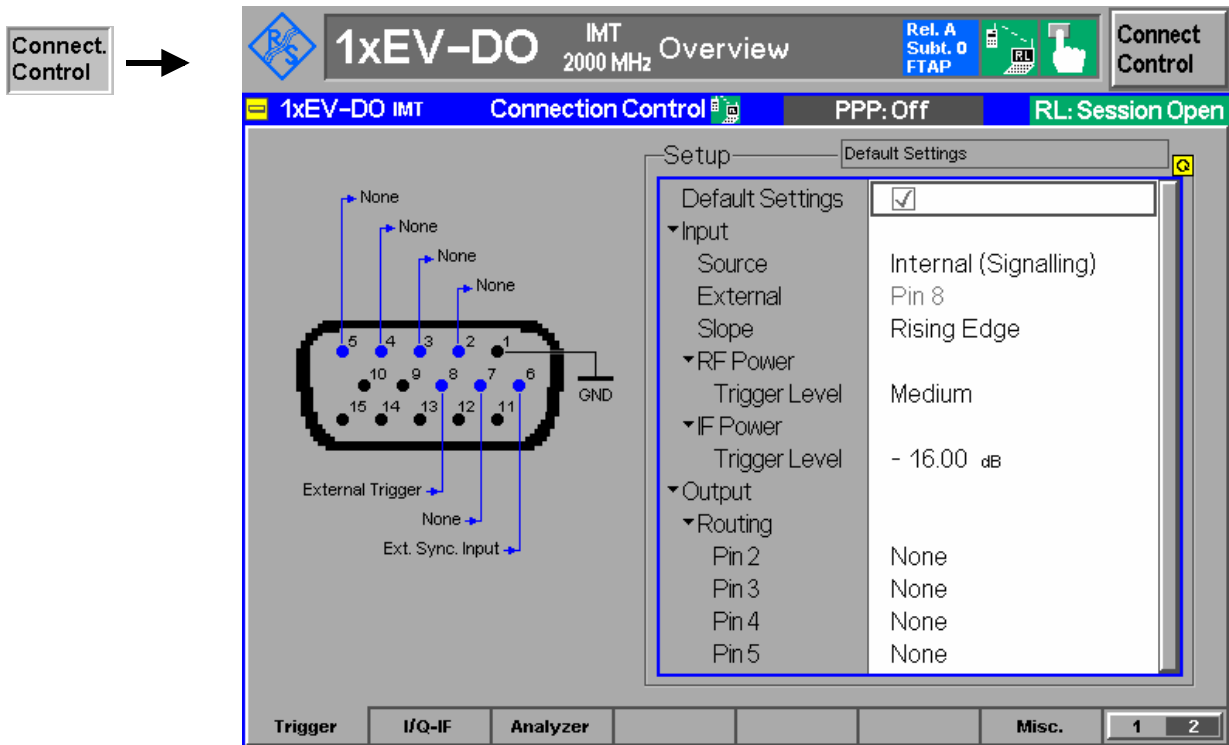 Connect.
Control
R S
1xEV-DO
IMT
2000 MHz
Overview
Rel. A
Subt. 0
FTAP
RL
Connect
Control
1xEV-DO IMT
Connection Control
PPP: Off
RL: Session Open
Setup
Default Settings
Default Settings
Input
Source Internal (Signalling)
External Pin 8
Slope Rising Edge
RF Power
Trigger Level Medium
IF Power
Trigger Level - 16.00 dB
Output
Routing
Pin 2 None
Pin 3 None
Pin 4 None
Pin 5 None
None
None
None
None
5 4 3 2 1
10 9 8 7 6
15 14 13 12 11
GND
External Trigger
None
Ext. Sync. Input
Trigger I/Q-IF Analyzer Misc. 1 2